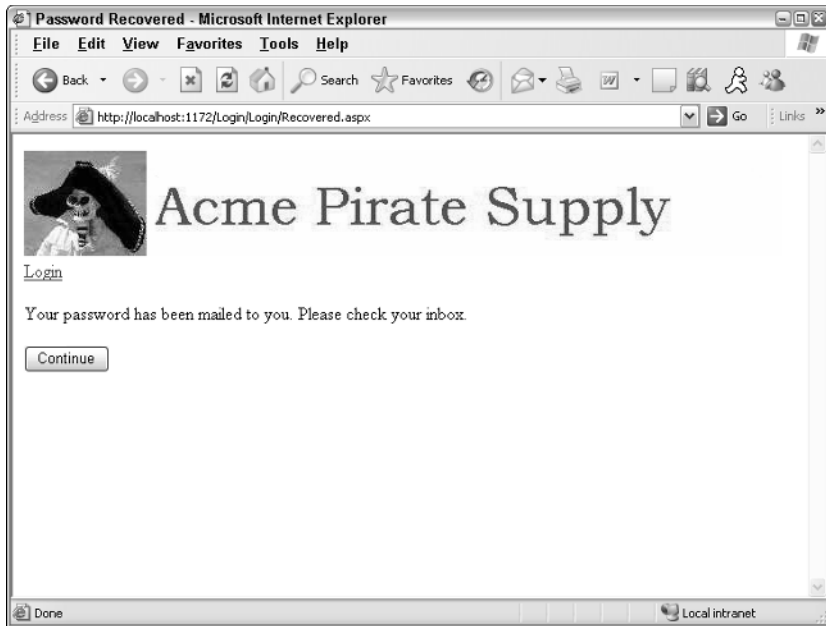 Password Recovered - Microsoft Internet Explorer
File Edit View Favorites Tools Help
Back Search Favorites
Address http://localhost:1172/Login/Login/Recovered.aspx Go Links »
Acme Pirate Supply
Login
Your password has been mailed to you. Please check your inbox.
Continue
Done Local intranet